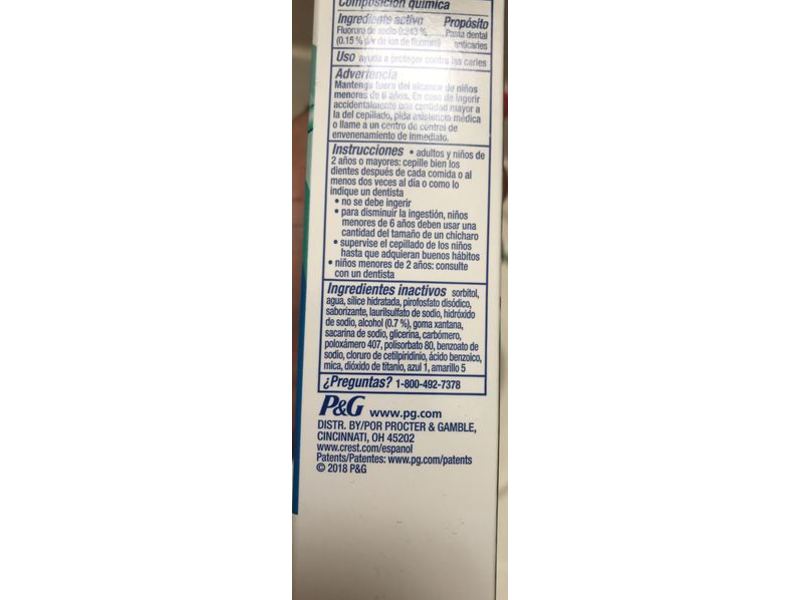 Composición química
Ingrediente activo Propósito
Fluoruro de sodio 0.243 % Pasta dental
(0.15 % p/v de ion de fluoruro) anticaries
Uso ayuda a proteger contra las caries
Advertencia
Mantenga fuera del alcance de niños
menores de 6 años. En caso de ingerir
accidentalmente una cantidad mayor a
la del cepillado, pida asistencia médica
o llame a un centro de control de
envenenamiento de inmediato.
Instrucciones • adultos y niños de
2 años o mayores: cepille bien los
dientes después de cada comida o al
menos dos veces al día o como lo
indique un dentista
• no se debe ingerir
• para disminuir la ingestión, niños
menores de 6 años deben usar una
cantidad del tamaño de un chicharo
• supervise el cepillado de los niños
hasta que adquieran buenos hábitos
• niños menores de 2 años: consulte
con un dentista
Ingredientes inactivos sorbitol,
agua, sílice hidratada, pirofosfato disódico,
saborizante, laurilsulfato de sodio, hidróxido
de sodio, alcohol (0.7 %), goma xantana,
sacarina de sodio, glicerina, carbómero,
poloxámero 407, polisorbato 80, benzoato de
sodio, cloruro de cetilpiridinio, ácido benzoico,
mica, dióxido de titanio, azul 1, amarillo 5
¿Preguntas? 1-800-492-7378
P&G www.pg.com
DISTR. BY/POR PROCTER & GAMBLE,
CINCINNATI, OH 45202
www.crest.com/espanol
Patents/Patentes: www.pg.com/patents
© 2018 P&G